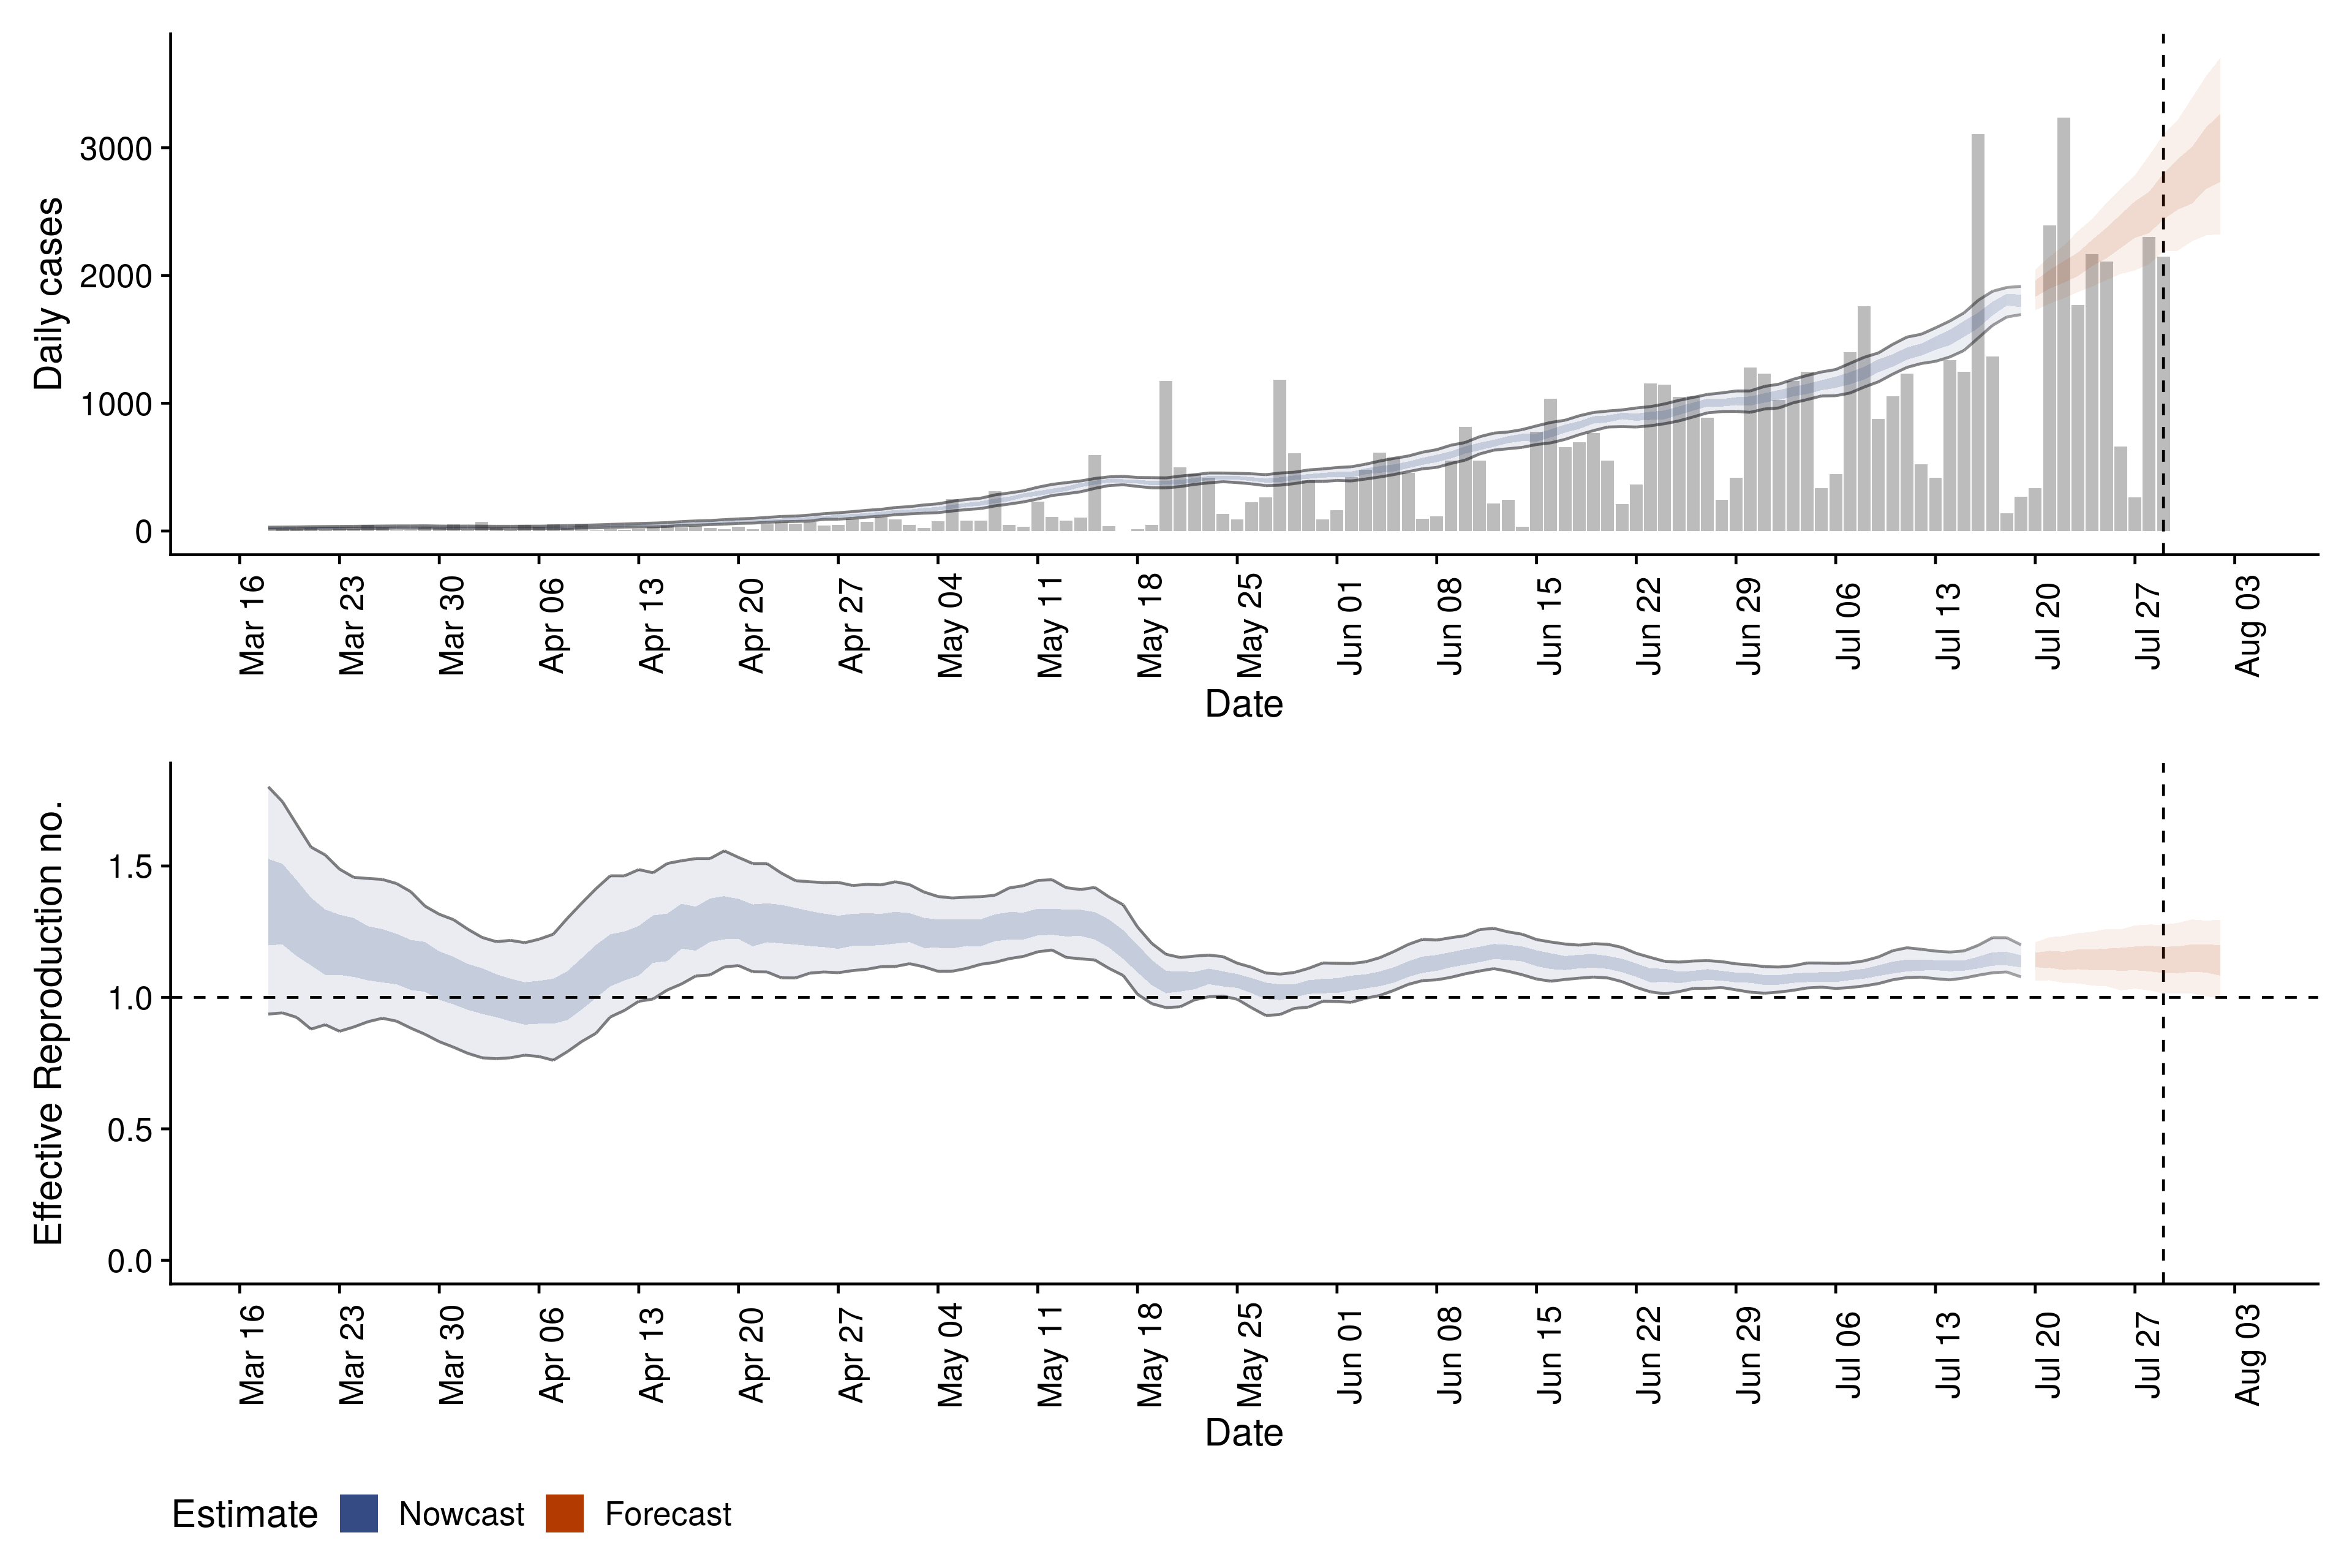 Daily cases
3000
2000
1000
0
Mar 16
Mar 23
Mar 30
Apr 06
Apr 13
Apr 20
Apr 27
May 04
May 11
May 18
May 25
Jun 01
Jun 08
Jun 15
Jun 22
Jun 29
Jul 06
Jul 13
Jul 20
Jul 27
Aug 03
Date
Effective Reproduction no.
1.5
1.0
0.5
0.0
Mar 16
Mar 23
Mar 30
Apr 06
Apr 13
Apr 20
Apr 27
May 04
May 11
May 18
May 25
Jun 01
Jun 08
Jun 15
Jun 22
Jun 29
Jul 06
Jul 13
Jul 20
Jul 27
Aug 03
Date
Estimate Nowcast Forecast